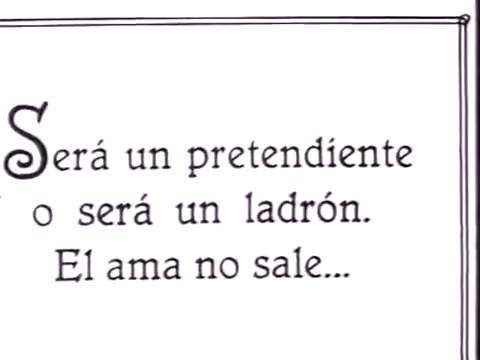 Será un pretendiente
o será un ladrón.
El ama no sale...